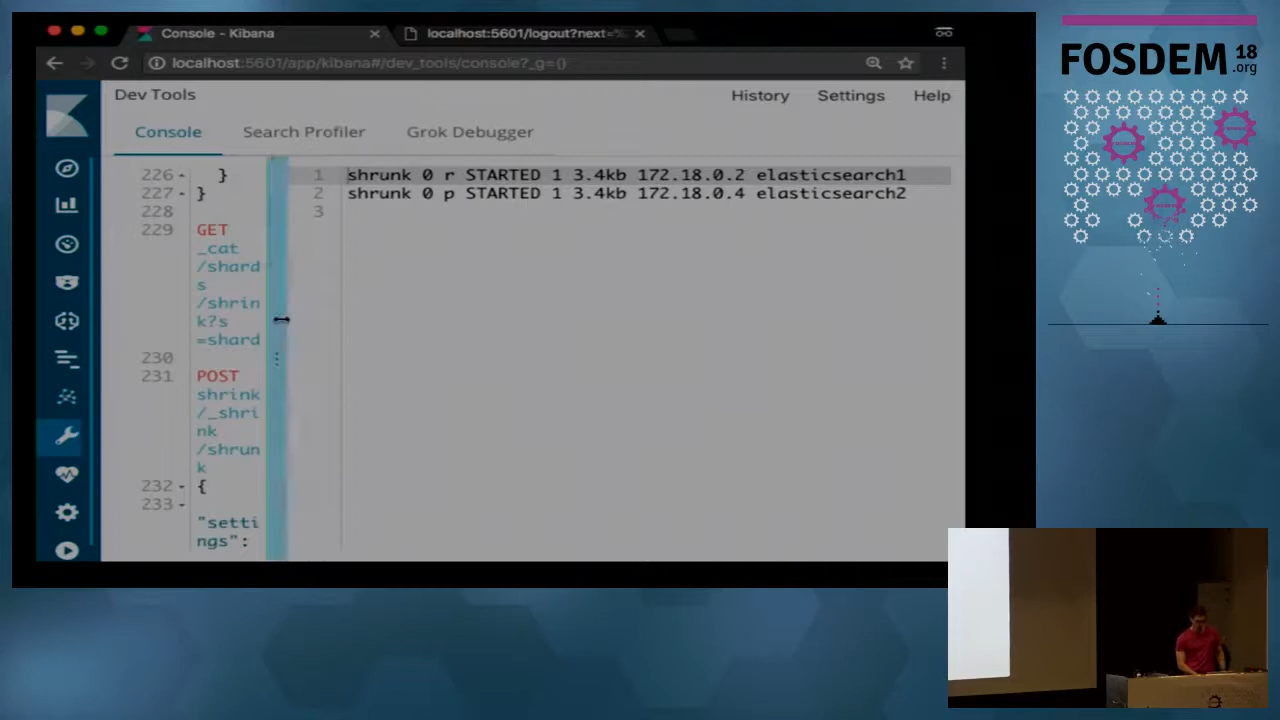 Console - Kibana
localhost:5601/logout?next=%
localhost:5601/app/kibana#/dev_tools/console?_g=()
Dev Tools
History Settings Help
Console Search Profiler Grok Debugger
226 }
227 }
228
229 GET
_cat
/shard
s
/shrin
k?s
=shard
230
231 POST
shrink
/_shri
nk
/shrun
k
232 {
233
"setti
ngs":
1 shrunk 0 r STARTED 1 3.4kb 172.18.0.2 elasticsearch1
2 shrunk 0 p STARTED 1 3.4kb 172.18.0.4 elasticsearch2
3
FOSDEM 18
.org